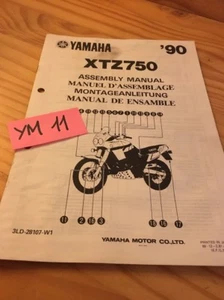 YAMAHA '90
XTZ750
ASSEMBLY MANUAL
MANUEL D'ASSEMBLAGE
MONTAGEANLEITUNG
MANUAL DE ENSAMBLE
YM 11
3LD-28107-W1
YAMAHA MOTOR CO., LTD.